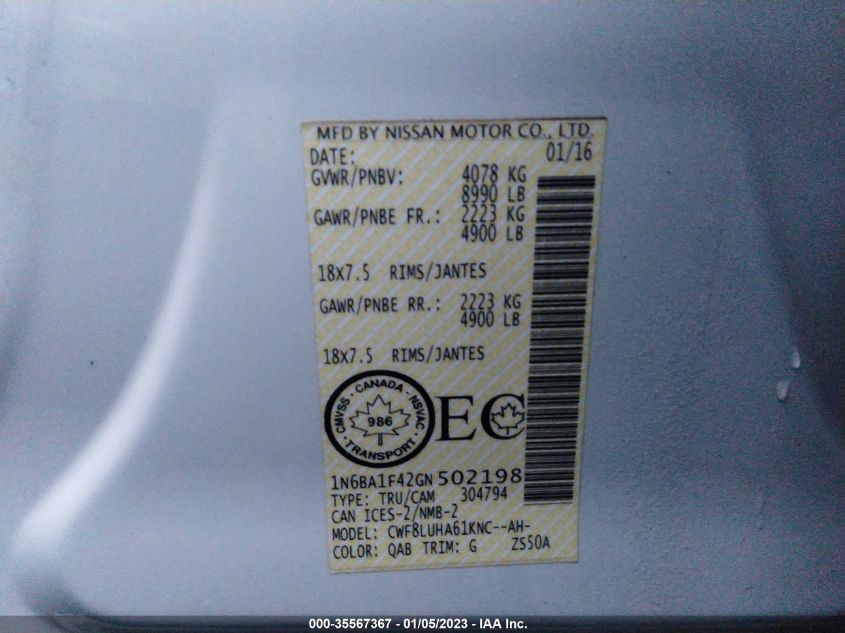 MFD BY NISSAN MOTOR CO., LTD.
DATE: 01/16
GVWR/PNBV: 4078 KG
8990 LB
GAWR/PNBE FR.: 2223 KG
4900 LB
18X7.5 RIMS/JANTES
GAWR/PNBE RR.: 2223 KG
4900 LB
18X7.5 RIMS/JANTES
CANADA
CMVSS NSVAC
986
TRANSPORT
EC
1N6BA1F42GN502198
TYPE: TRU/CAM 304794
CAN ICES-2/NMB-2
MODEL: CWF8LUHA61KNC--AH-
COLOR: QAB TRIM: G ZS50A
000-35567367 - 01/05/2023 - IAA Inc.